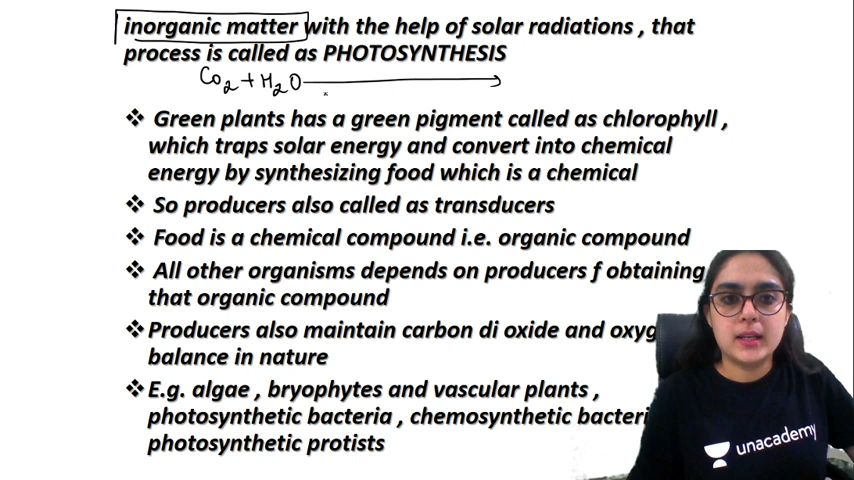 inorganic matter with the help of solar radiations , that
process is called as PHOTOSYNTHESIS
Co2 + H2O
❖ Green plants has a green pigment called as chlorophyll ,
which traps solar energy and convert into chemical
energy by synthesizing food which is a chemical
❖ So producers also called as transducers
❖ Food is a chemical compound i.e. organic compound
❖ All other organisms depends on producers f obtaining
that organic compound
❖ Producers also maintain carbon di oxide and oxyg
balance in nature
❖ E.g. algae , bryophytes and vascular plants ,
photosynthetic bacteria , chemosynthetic bacteri
photosynthetic protists
unacademy